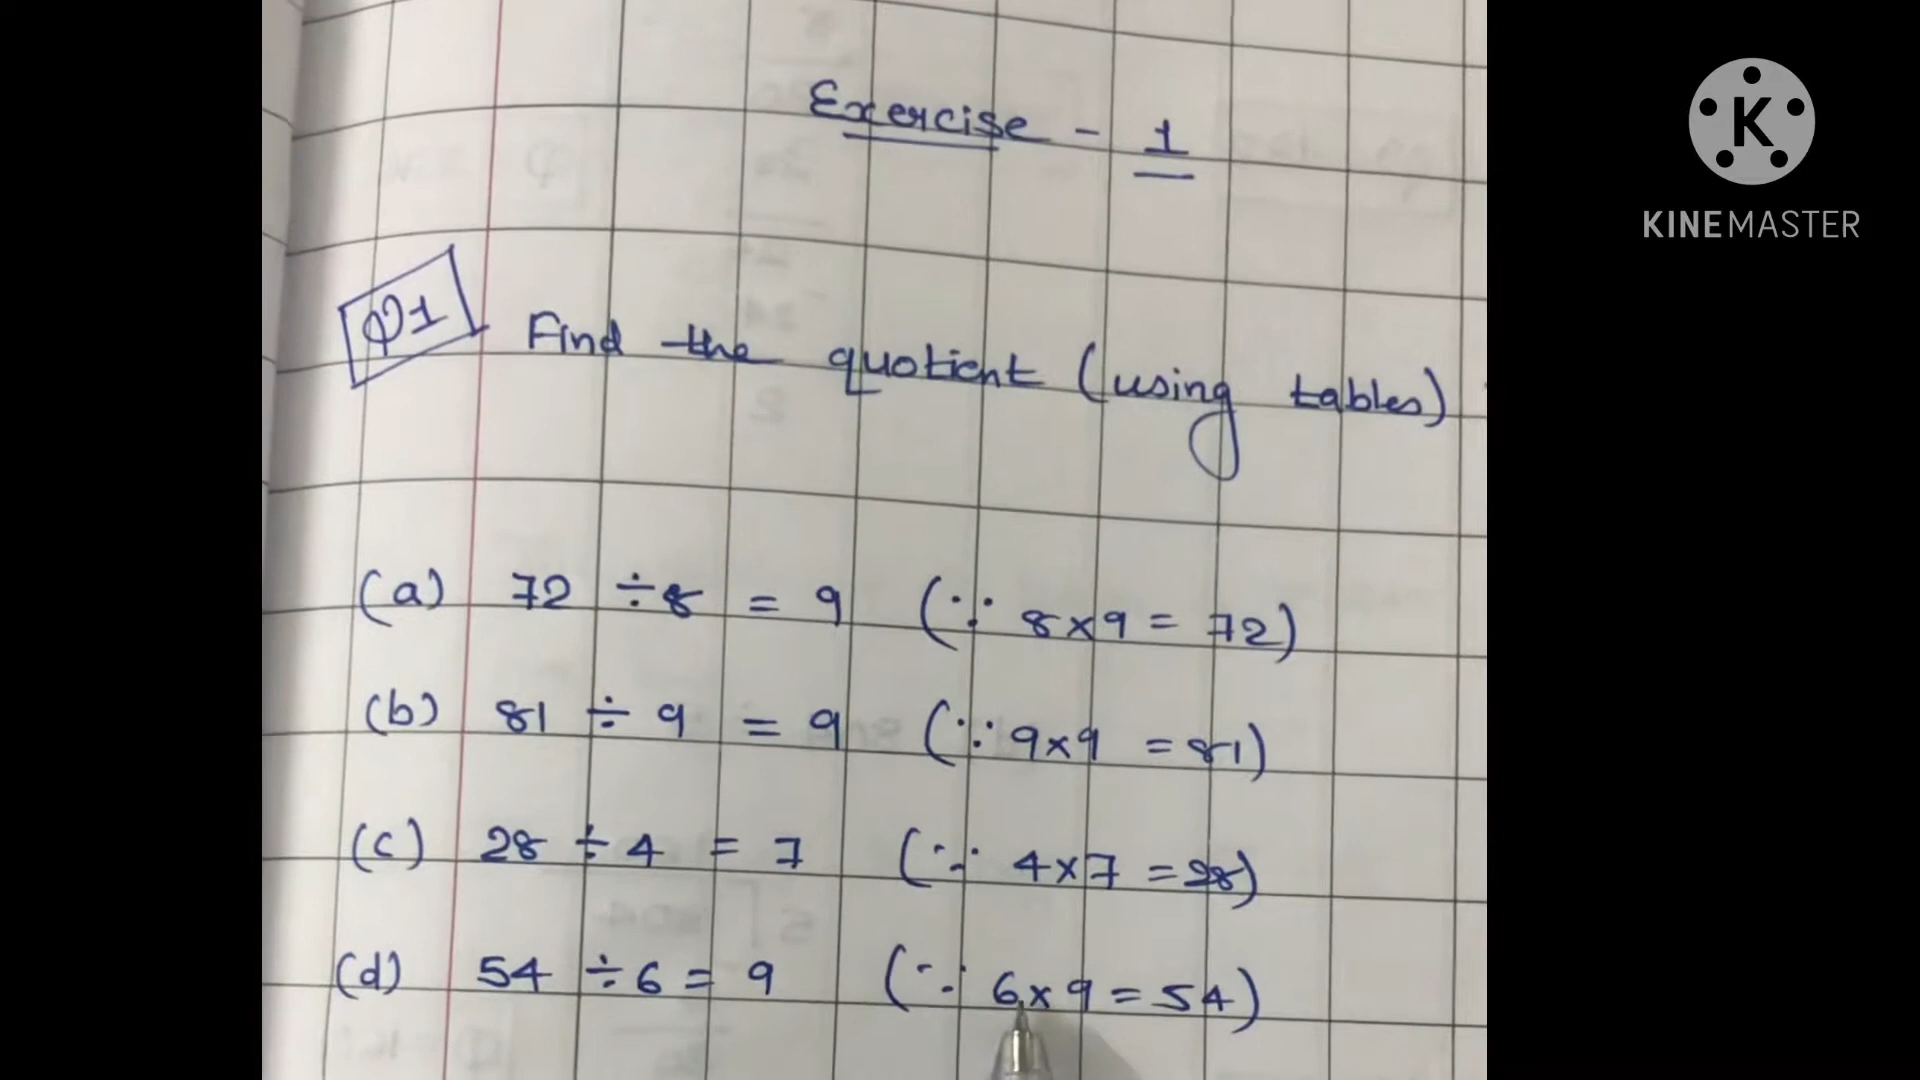 Exercise - 1
KINEMASTER
Q1 Find the quotient (using tables)
(a) 72 ÷ 8 = 9 (∵ 8×9 = 72)
(b) 81 ÷ 9 = 9 (∵ 9×9 = 81)
(c) 28 ÷ 4 = 7 (∵ 4×7 = 28)
(d) 54 ÷ 6 = 9 (∵ 6×9 = 54)